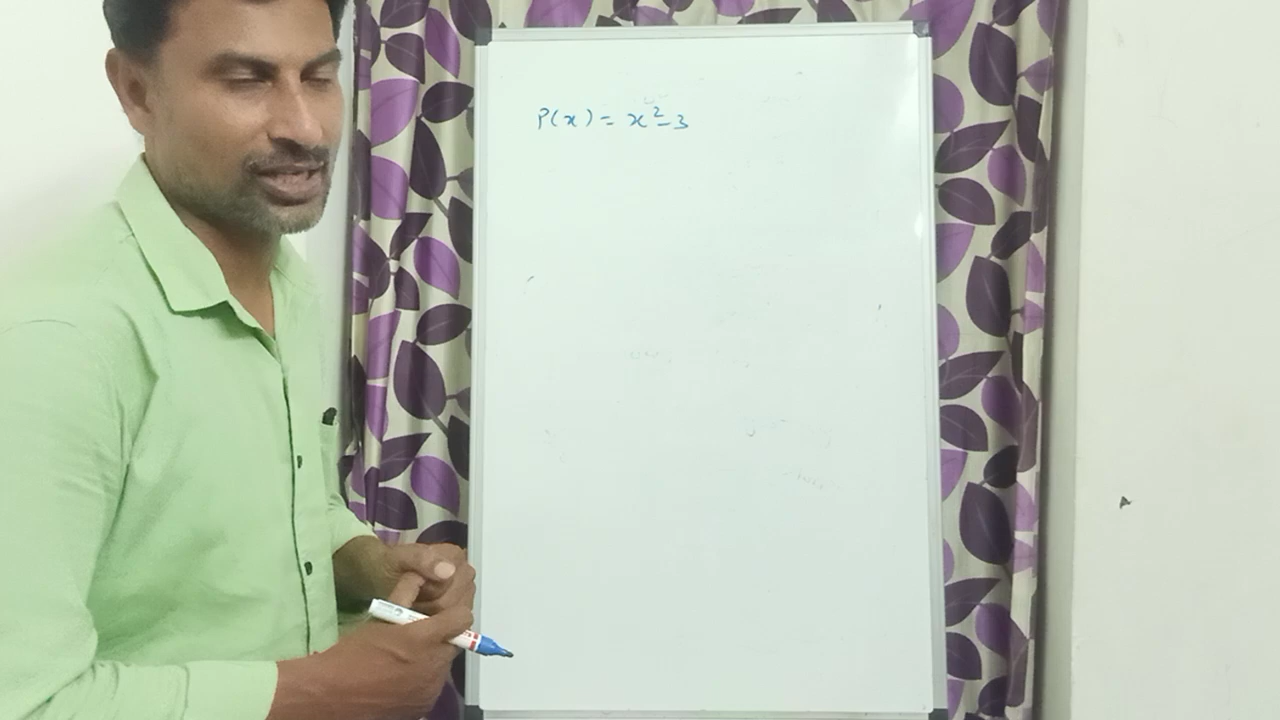 P(x) = x²-3